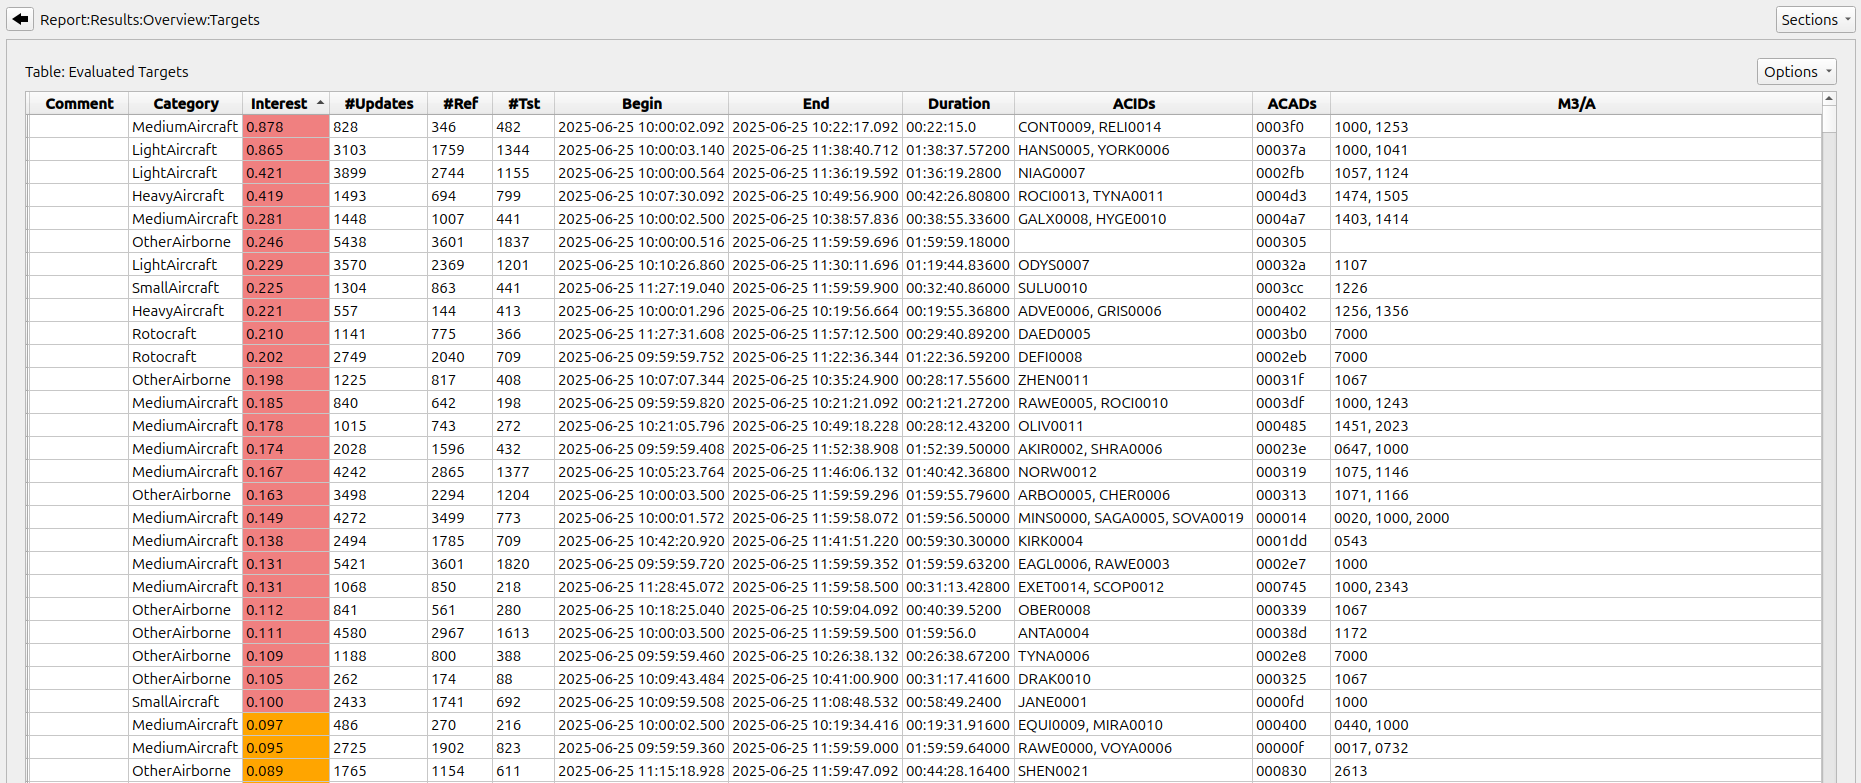 Report:Results:Overview:Targets Sections
Table: Evaluated Targets Options
Comment Category Interest #Updates #Ref #Tst Begin End Duration ACIDs ACADs M3/A
MediumAircraft 0.878 828 346 482 2025-06-25 10:00:02.092 2025-06-25 10:22:17.092 00:22:15.0 CONT0009, RELI0014 0003f0 1000, 1253
LightAircraft 0.865 3103 1759 1344 2025-06-25 10:00:03.140 2025-06-25 11:38:40.712 01:38:37.57200 HANS0005, YORK0006 00037a 1000, 1041
LightAircraft 0.421 3899 2744 1155 2025-06-25 10:00:00.564 2025-06-25 11:36:19.592 01:36:19.2800 NIAG0007 0002fb 1057, 1124
HeavyAircraft 0.419 1493 694 799 2025-06-25 10:07:30.092 2025-06-25 10:49:56.900 00:42:26.80800 ROCI0013, TYNA0011 0004d3 1474, 1505
MediumAircraft 0.281 1448 1007 441 2025-06-25 10:00:02.500 2025-06-25 10:38:57.836 00:38:55.33600 GALX0008, HYGE0010 0004a7 1403, 1414
OtherAirborne 0.246 5438 3601 1837 2025-06-25 10:00:00.516 2025-06-25 11:59:59.696 01:59:59.18000 000305
LightAircraft 0.229 3570 2369 1201 2025-06-25 10:10:26.860 2025-06-25 11:30:11.696 01:19:44.83600 ODYS0007 00032a 1107
SmallAircraft 0.225 1304 863 441 2025-06-25 11:27:19.040 2025-06-25 11:59:59.900 00:32:40.86000 SULU0010 0003cc 1226
HeavyAircraft 0.221 557 144 413 2025-06-25 10:00:01.296 2025-06-25 10:19:56.664 00:19:55.36800 ADVE0006, GRIS0006 000402 1256, 1356
Rotocraft 0.210 1141 775 366 2025-06-25 11:27:31.608 2025-06-25 11:57:12.500 00:29:40.89200 DAED0005 0003b0 7000
Rotocraft 0.202 2749 2040 709 2025-06-25 09:59:59.752 2025-06-25 11:22:36.344 01:22:36.59200 DEFI0008 0002eb 7000
OtherAirborne 0.198 1225 817 408 2025-06-25 10:07:07.344 2025-06-25 10:35:24.900 00:28:17.55600 ZHEN0011 00031f 1067
MediumAircraft 0.185 840 642 198 2025-06-25 09:59:59.820 2025-06-25 10:21:21.092 00:21:21.27200 RAWE0005, ROCI0010 0003df 1000, 1243
MediumAircraft 0.178 1015 743 272 2025-06-25 10:21:05.796 2025-06-25 10:49:18.228 00:28:12.43200 OLIV0011 000485 1451, 2023
MediumAircraft 0.174 2028 1596 432 2025-06-25 09:59:59.408 2025-06-25 11:52:38.908 01:52:39.50000 AKIR0002, SHRA0006 00023e 0647, 1000
MediumAircraft 0.167 4242 2865 1377 2025-06-25 10:05:23.764 2025-06-25 11:46:06.132 01:40:42.36800 NORW0012 000319 1075, 1146
OtherAirborne 0.163 3498 2294 1204 2025-06-25 10:00:03.500 2025-06-25 11:59:59.296 01:59:55.79600 ARBO0005, CHER0006 000313 1071, 1166
MediumAircraft 0.149 4272 3499 773 2025-06-25 10:00:01.572 2025-06-25 11:59:58.072 01:59:56.50000 MINS0000, SAGA0005, SOVA0019 000014 0020, 1000, 2000
MediumAircraft 0.138 2494 1785 709 2025-06-25 10:42:20.920 2025-06-25 11:41:51.220 00:59:30.30000 KIRK0004 0001dd 0543
MediumAircraft 0.131 5421 3601 1820 2025-06-25 09:59:59.720 2025-06-25 11:59:59.352 01:59:59.63200 EAGL0006, RAWE0003 0002e7 1000
MediumAircraft 0.131 1068 850 218 2025-06-25 11:28:45.072 2025-06-25 11:59:58.500 00:31:13.42800 EXET0014, SCOP0012 000745 1000, 2343
OtherAirborne 0.112 841 561 280 2025-06-25 10:18:25.040 2025-06-25 10:59:04.092 00:40:39.5200 OBER0008 000339 1067
OtherAirborne 0.111 4580 2967 1613 2025-06-25 10:00:03.500 2025-06-25 11:59:59.500 01:59:56.0 ANTA0004 00038d 1172
OtherAirborne 0.109 1188 800 388 2025-06-25 09:59:59.460 2025-06-25 10:26:38.132 00:26:38.67200 TYNA0006 0002e8 7000
OtherAirborne 0.105 262 174 88 2025-06-25 10:09:43.484 2025-06-25 10:41:00.900 00:31:17.41600 DRAK0010 000325 1067
SmallAircraft 0.100 2433 1741 692 2025-06-25 10:09:59.508 2025-06-25 11:08:48.532 00:58:49.2400 JANE0001 0000fd 1000
MediumAircraft 0.097 486 270 216 2025-06-25 10:00:02.500 2025-06-25 10:19:34.416 00:19:31.91600 EQUI0009, MIRA0010 000400 0440, 1000
MediumAircraft 0.095 2725 1902 823 2025-06-25 09:59:59.360 2025-06-25 11:59:59.000 01:59:59.64000 RAWE0000, VOYA0006 00000f 0017, 0732
OtherAirborne 0.089 1765 1154 611 2025-06-25 11:15:18.928 2025-06-25 11:59:47.092 00:44:28.16400 SHEN0021 000830 2613